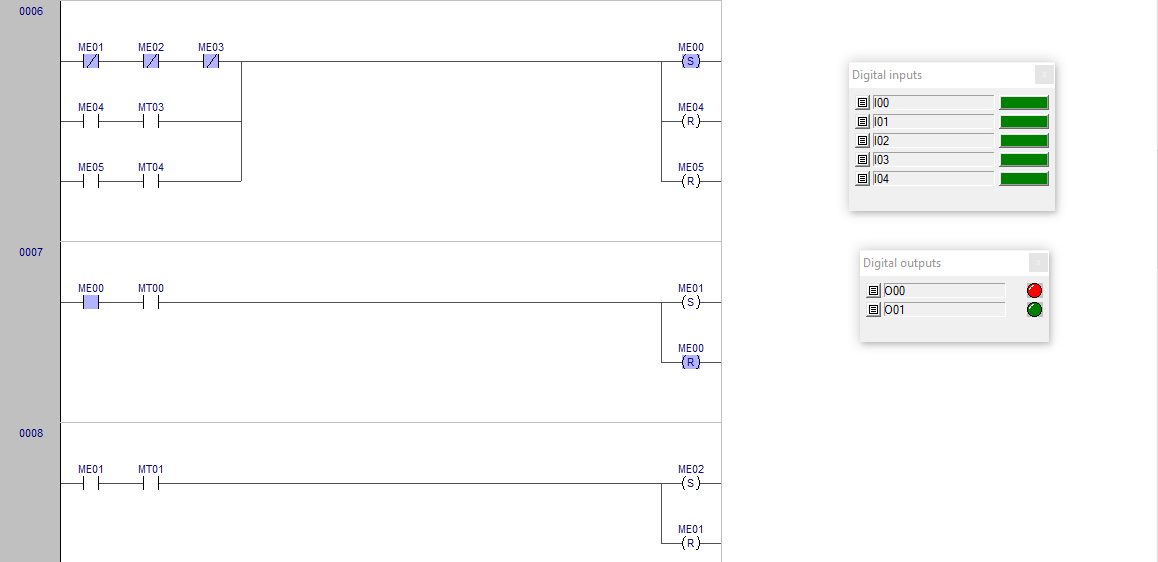 0006
ME01 ME02 ME03 ME00
S
ME04 MT03 ME04
R
ME05 MT04 ME05
R
0007
ME00 MT00 ME01
S
ME00
R
0008
ME01 MT01 ME02
S
ME01
R
Digital inputs
I00
I01
I02
I03
I04
Digital outputs
O00
O01